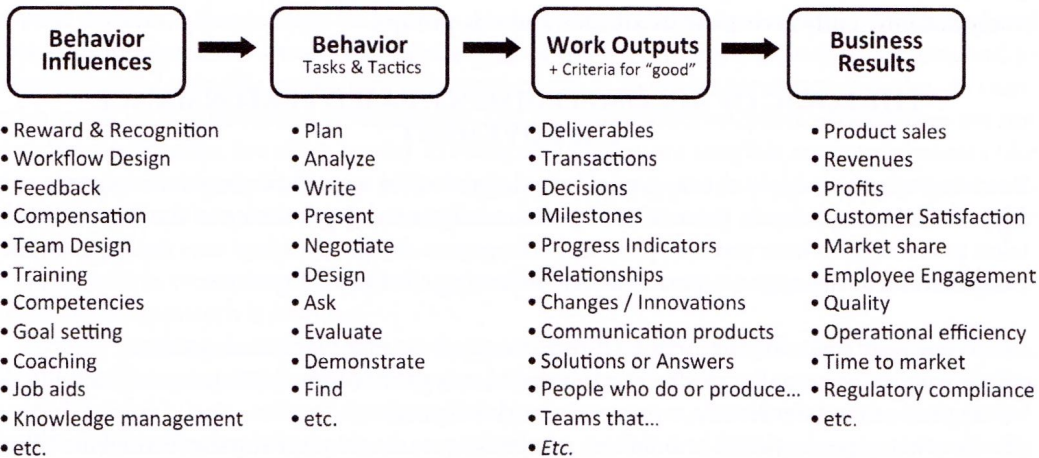 Behavior
Influences
• Reward & Recognition
• Workflow Design
• Feedback
• Compensation
• Team Design
• Training
• Competencies
• Goal setting
• Coaching
• Job aids
• Knowledge management
• etc.
Behavior
Tasks & Tactics
• Plan
• Analyze
• Write
• Present
• Negotiate
• Design
• Ask
• Evaluate
• Demonstrate
• Find
• etc.
Work Outputs
+ Criteria for “good”
• Deliverables
• Transactions
• Decisions
• Milestones
• Progress Indicators
• Relationships
• Changes / Innovations
• Communication products
• Solutions or Answers
• People who do or produce...
• Teams that...
• Etc.
Business
Results
• Product sales
• Revenues
• Profits
• Customer Satisfaction
• Market share
• Employee Engagement
• Quality
• Operational efficiency
• Time to market
• Regulatory compliance
• etc.